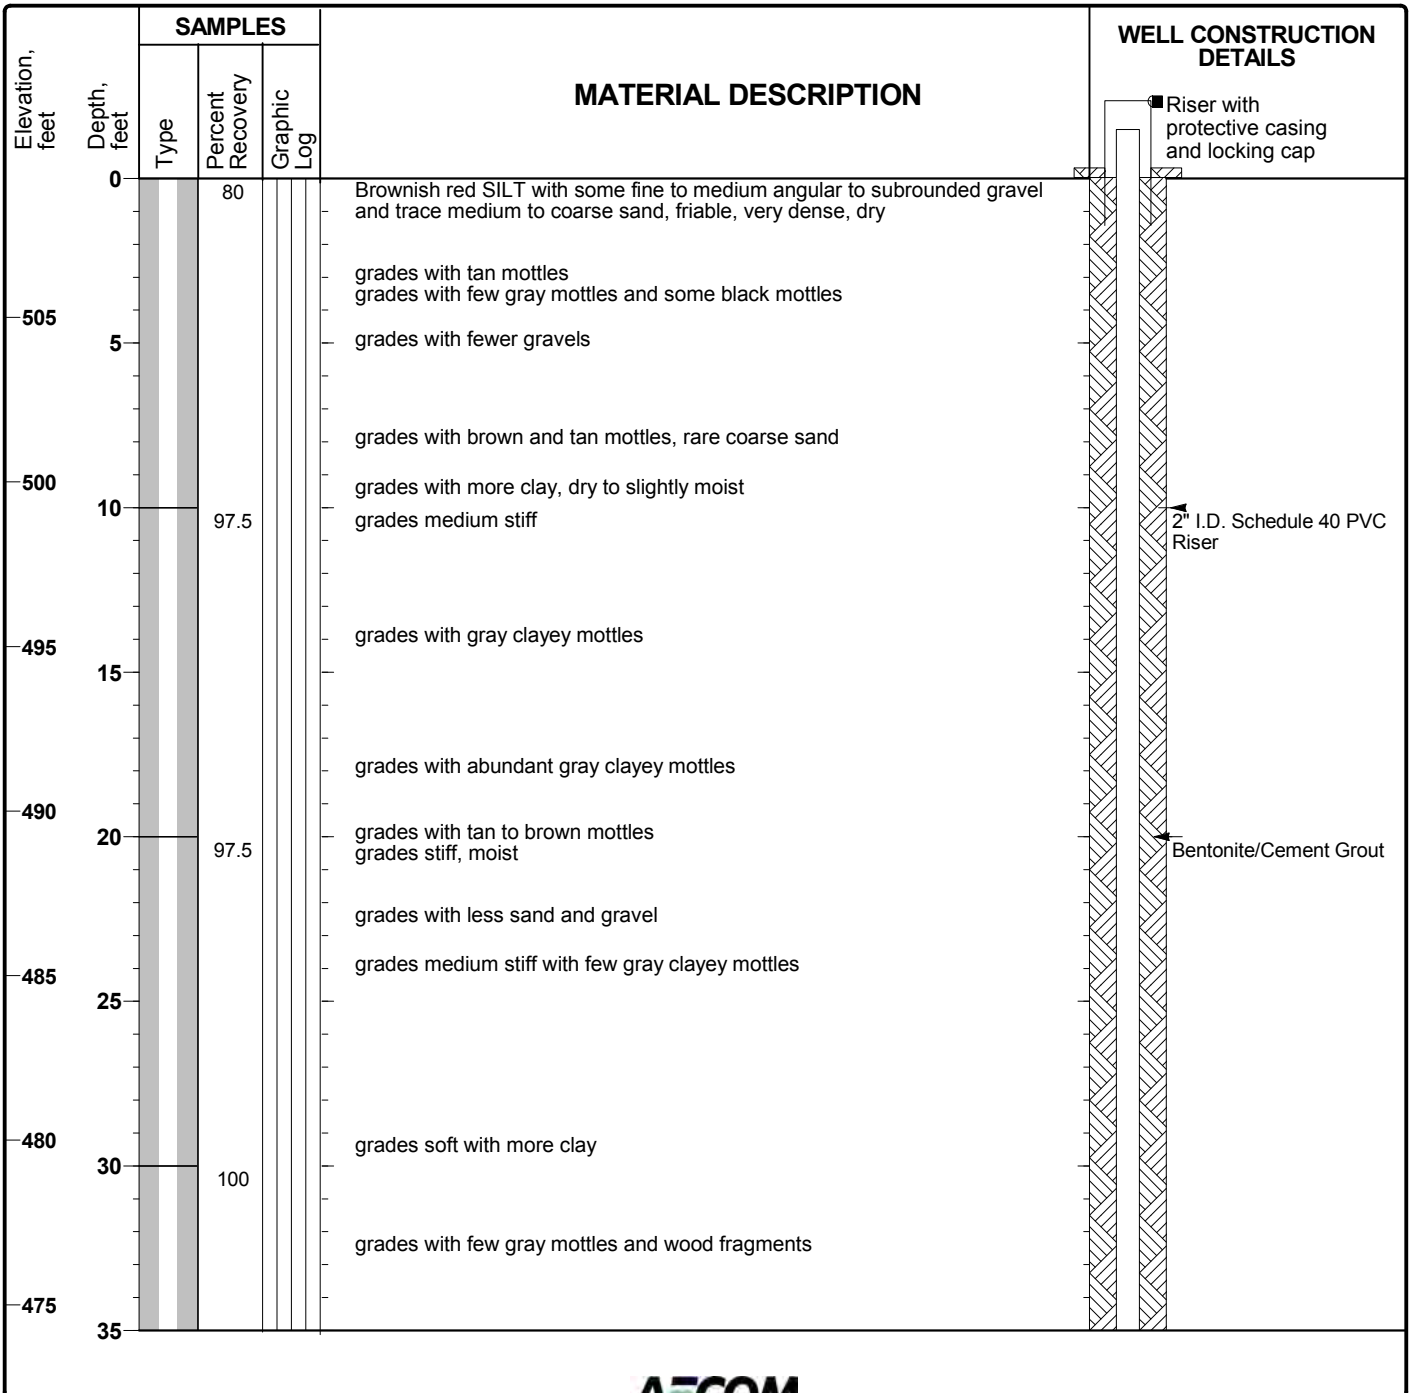 SAMPLES
WELL CONSTRUCTION
DETAILS
Elevation,
feet
Depth,
feet
Type
Percent
Recovery
Graphic
Log
MATERIAL DESCRIPTION
Riser with
protective casing
and locking cap
0
80
Brownish red SILT with some fine to medium angular to subrounded gravel
and trace medium to coarse sand, friable, very dense, dry
grades with tan mottles
grades with few gray mottles and some black mottles
505
5
grades with fewer gravels
grades with brown and tan mottles, rare coarse sand
500
grades with more clay, dry to slightly moist
10
97.5
grades medium stiff
2" I.D. Schedule 40 PVC
Riser
grades with gray clayey mottles
495
15
grades with abundant gray clayey mottles
490
20
grades with tan to brown mottles
97.5
grades stiff, moist
Bentonite/Cement Grout
grades with less sand and gravel
grades medium stiff with few gray clayey mottles
485
25
480
grades soft with more clay
30
100
grades with few gray mottles and wood fragments
475
35
AECOM